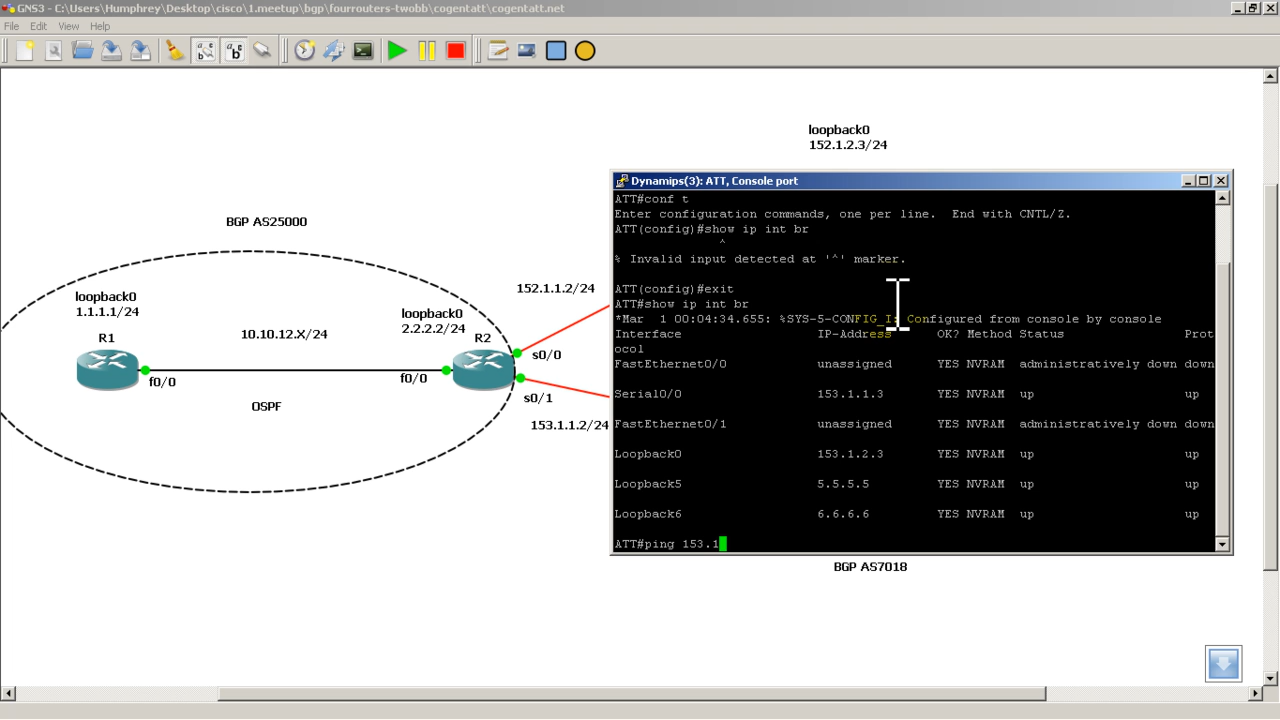 GNS3 - C:\Users\Humphrey\Desktop\cisco\1.meetup\bgp\fourrouters-twobb\cogentatt\cogentatt.net
File Edit View Help
loopback0
152.1.2.3/24
BGP AS25000
152.1.1.2/24
loopback0
1.1.1.1/24
loopback0
2.2.2.2/24
10.10.12.X/24
R1
R2
s0/0
f0/0
f0/0
s0/1
OSPF
153.1.1.2/24
Dynamips(3): ATT, Console port
ATT#conf t
Enter configuration commands, one per line. End with CNTL/Z.
ATT(config)#show ip int br
^
% Invalid input detected at '^' marker.
ATT(config)#exit
ATT#show ip int br
*Mar 1 00:04:34.655: %SYS-5-CONFIG_I: Configured from console by console
Interface IP-Address OK? Method Status Prot
ocol
FastEthernet0/0 unassigned YES NVRAM administratively down down
Serial0/0 153.1.1.3 YES NVRAM up up
FastEthernet0/1 unassigned YES NVRAM administratively down down
Loopback0 153.1.2.3 YES NVRAM up up
Loopback5 5.5.5.5 YES NVRAM up up
Loopback6 6.6.6.6 YES NVRAM up up
ATT#ping 153.1
BGP AS7018